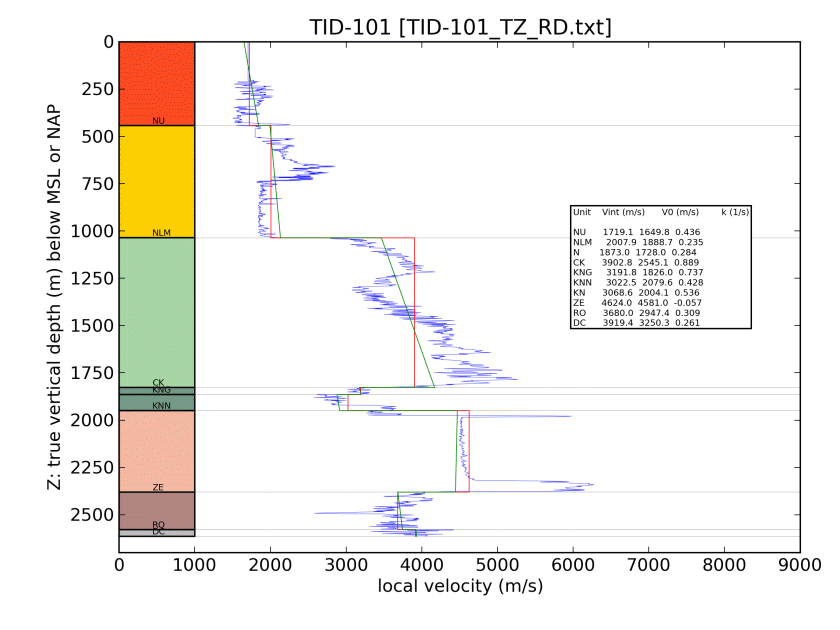 TID-101 [TID-101_TZ_RD.txt]
Z: true vertical depth (m) below MSL or NAP
0
250
500
750
1000
1250
1500
1750
2000
2250
2500
NU
NLM
CK
KNG
KNN
ZE
RO
DC
Unit Vint (m/s) V0 (m/s) k (1/s)
NU 1719.1 1649.8 0.436
NLM 2007.9 1888.7 0.235
N 1873.0 1728.0 0.284
CK 3902.8 2545.1 0.889
KNG 3191.8 1826.0 0.737
KNN 3022.5 2079.6 0.428
KN 3068.6 2004.1 0.536
ZE 4624.0 4581.0 -0.057
RO 3680.0 2947.4 0.309
DC 3919.4 3250.3 0.261
0 1000 2000 3000 4000 5000 6000 7000 8000 9000
local velocity (m/s)